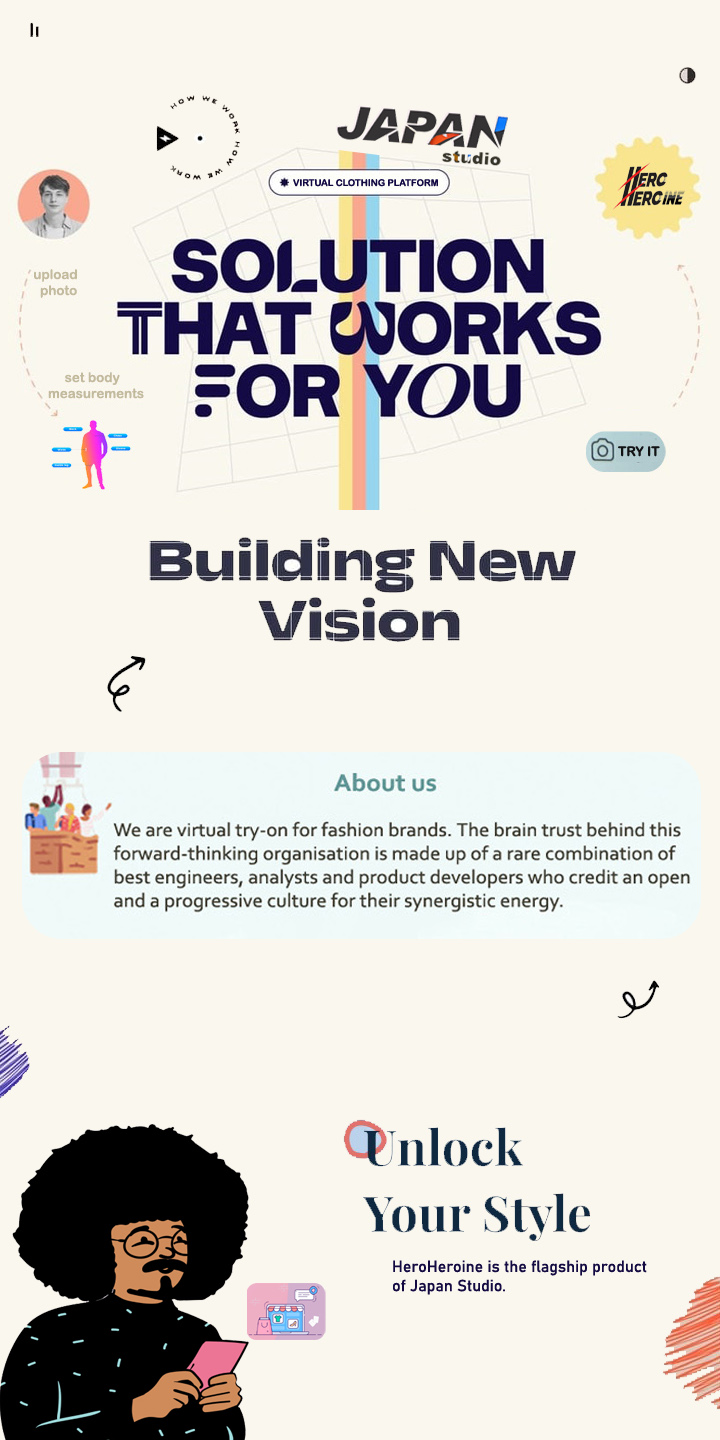 HOW WE WORK HOW WE WORK
JAPAN
studio
VIRTUAL CLOTHING PLATFORM
HERO
HEROINE
SOLUTION
THAT WORKS
FOR YOU
upload
photo
set body
measurements
TRY IT
Building New
Vision
About us
We are virtual try-on for fashion brands. The brain trust behind this
forward-thinking organisation is made up of a rare combination of
best engineers, analysts and product developers who credit an open
and a progressive culture for their synergistic energy.
Unlock
Your Style
HeroHeroine is the flagship product
of Japan Studio.